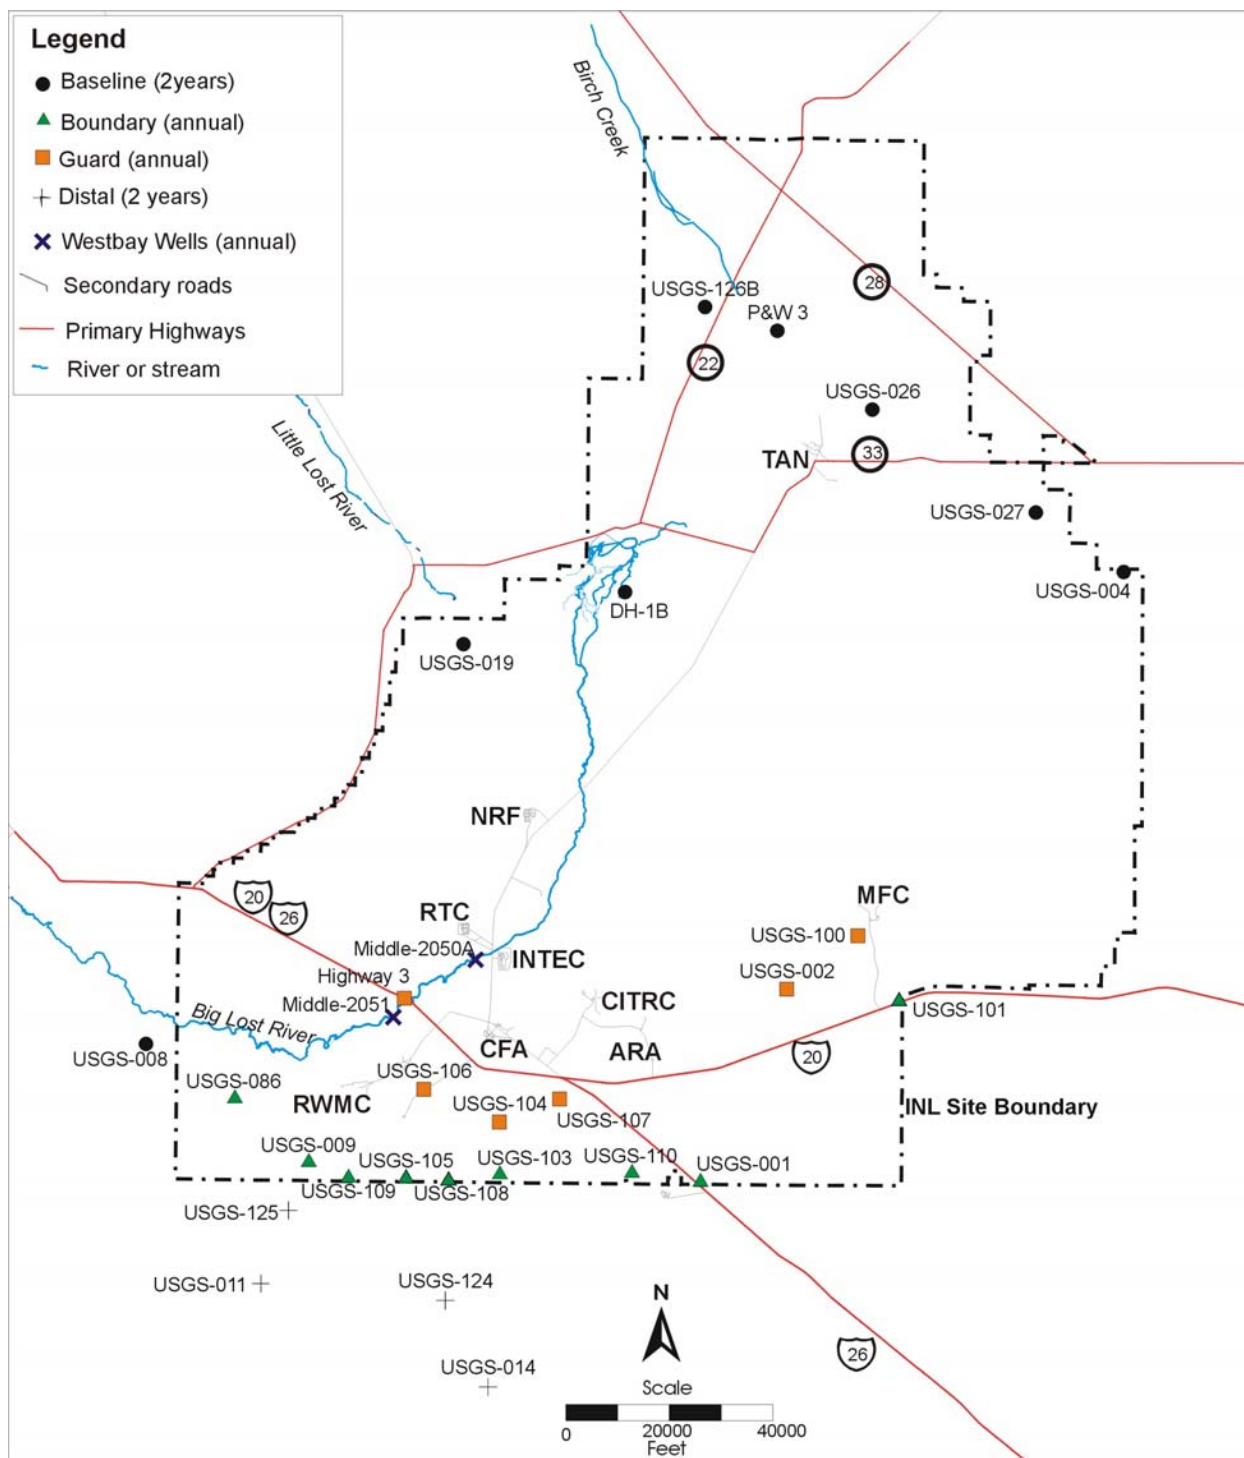 Legend
Baseline (2years)
Boundary (annual)
Guard (annual)
Distal (2 years)
Westbay Wells (annual)
Secondary roads
Primary Highways
River or stream
Birch Creek
USGS-126B
P&W 3
28
22
USGS-026
33
TAN
Little Lost River
USGS-027
USGS-004
DH-1B
USGS-019
NRF
20
26
RTC
MFC
Middle-2050A
INTEC
USGS-100
Highway 3
USGS-002
Middle-2051
CITRC
USGS-101
Big Lost River
USGS-008
CFA
ARA
20
USGS-086
USGS-106
RWMC
USGS-104
USGS-107
INL Site Boundary
USGS-009
USGS-105
USGS-103
USGS-110
USGS-001
USGS-109
USGS-108
USGS-125
USGS-011
USGS-124
N
USGS-014
26
Scale
0 20000 40000
Feet